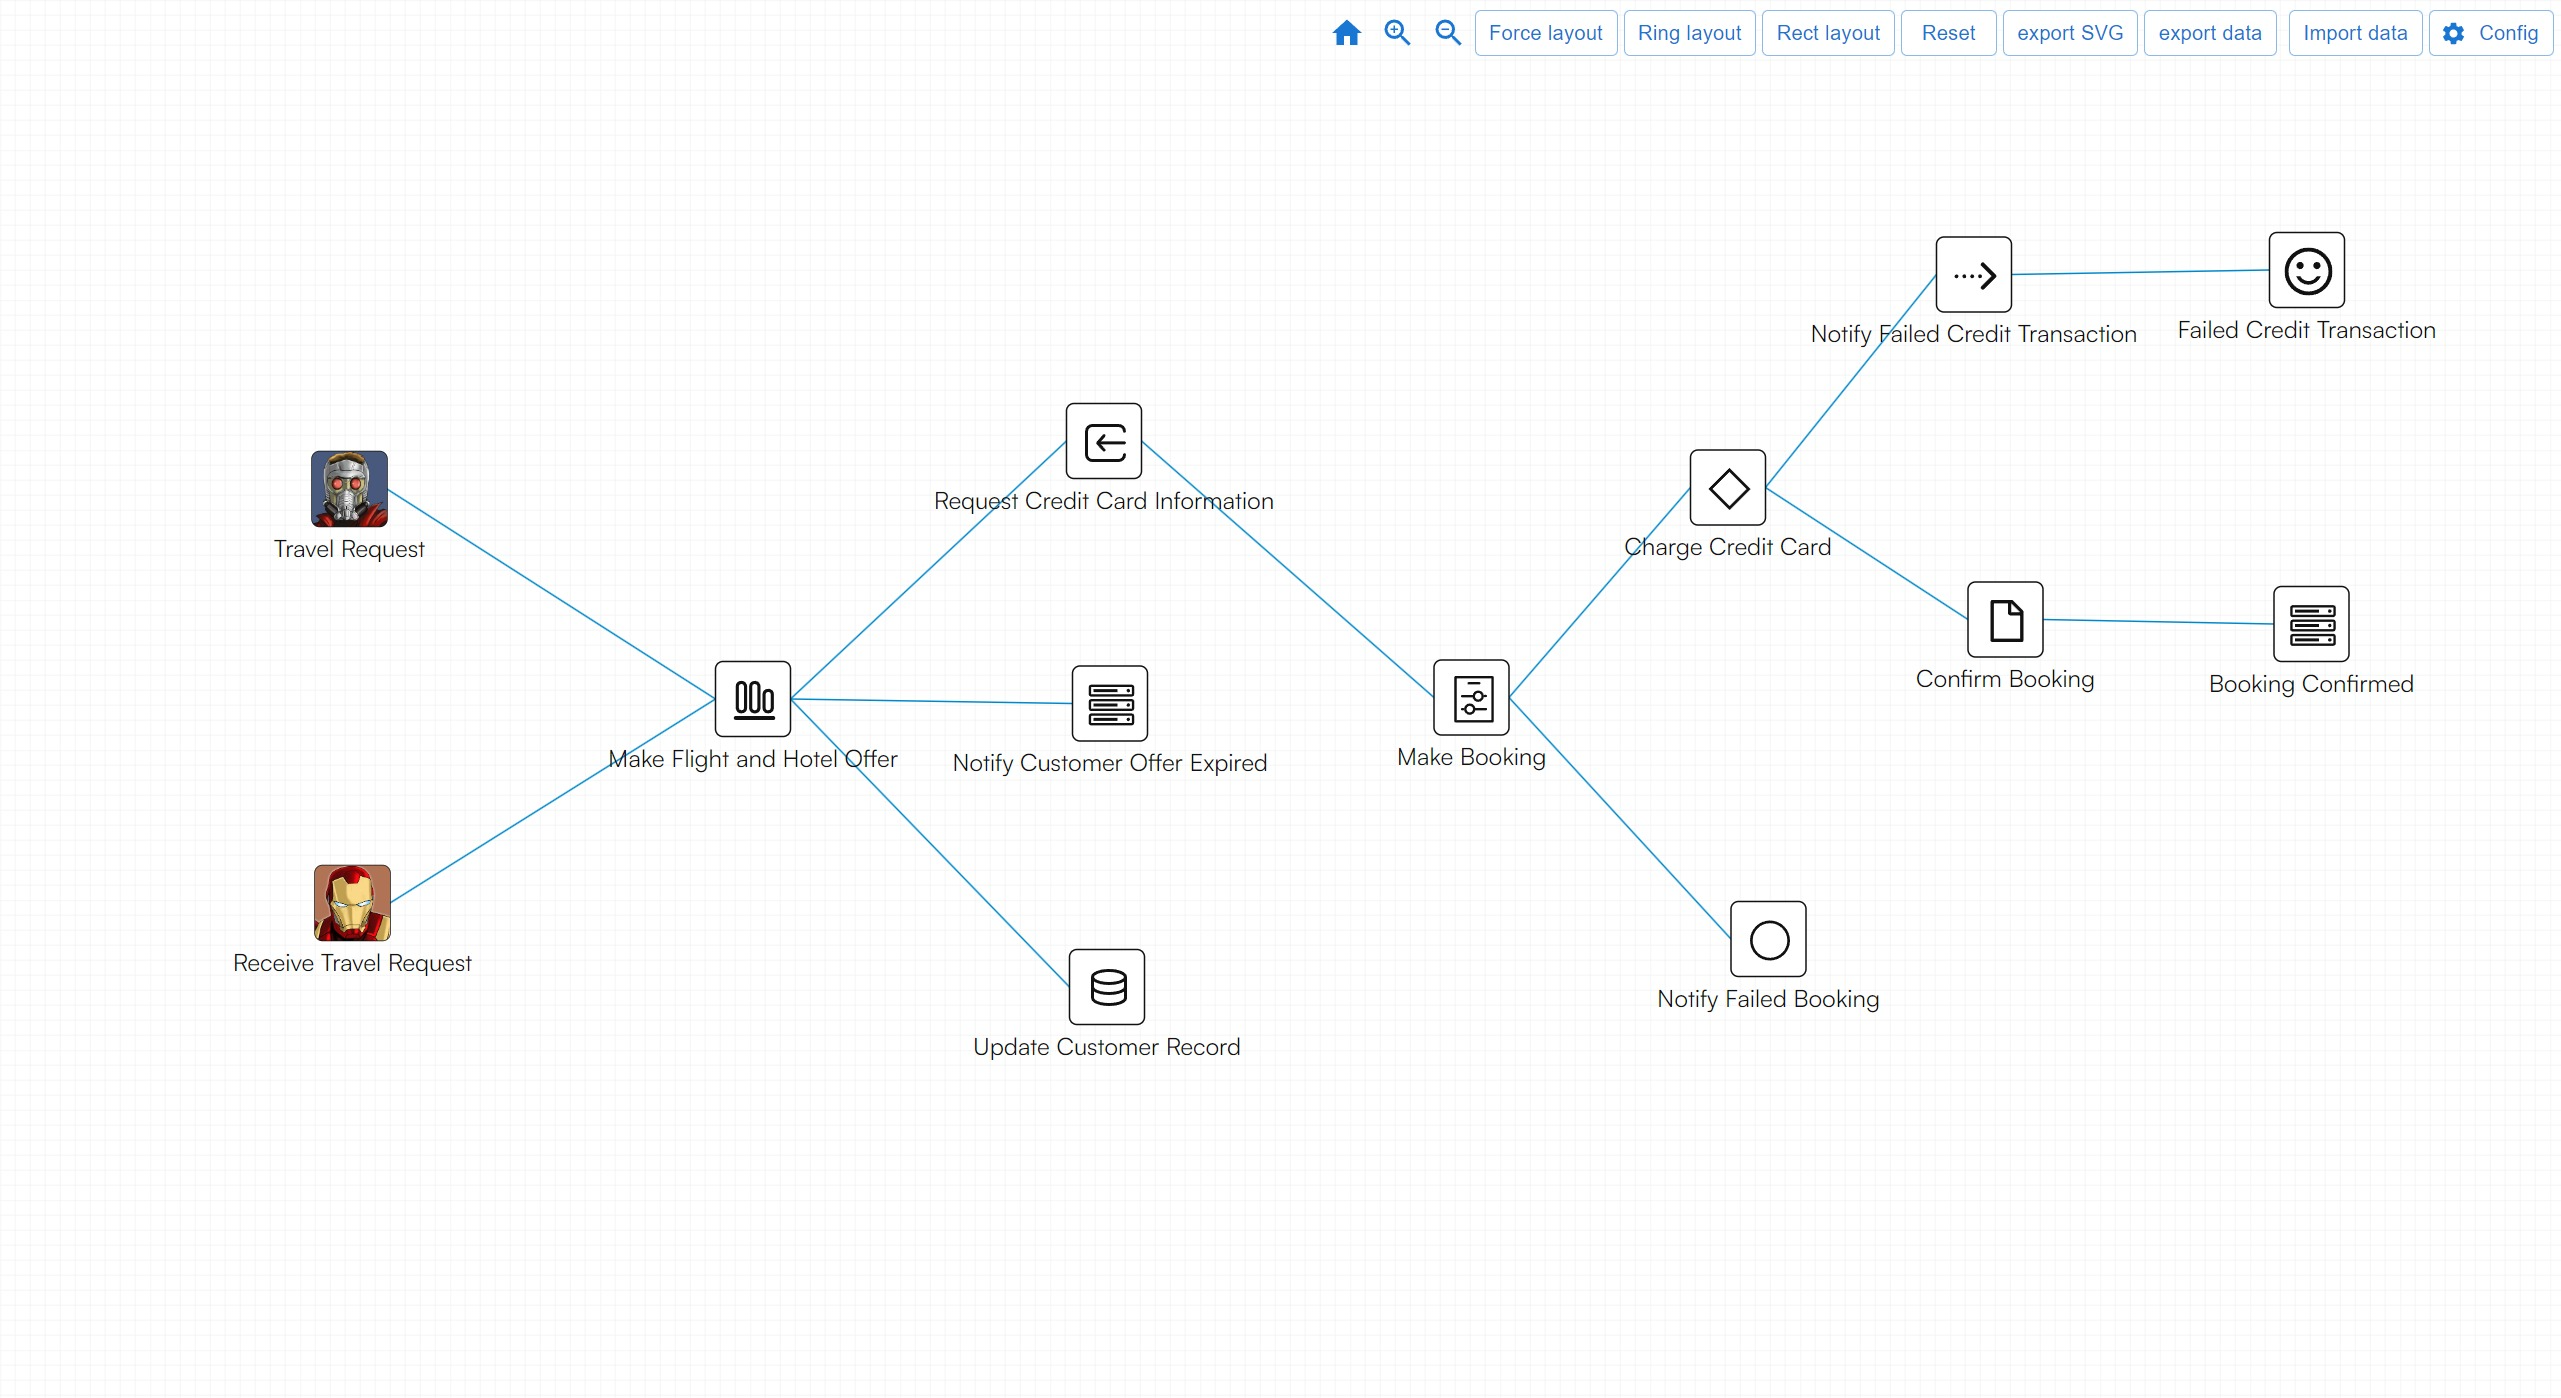 Force layout
Ring layout
Rect layout
Reset
export SVG
export data
Import data
Config
Notify Failed Credit Transaction
Failed Credit Transaction
Request Credit Card Information
Travel Request
Charge Credit Card
Confirm Booking
Booking Confirmed
Make Flight and Hotel Offer
Notify Customer Offer Expired
Make Booking
Receive Travel Request
Notify Failed Booking
Update Customer Record